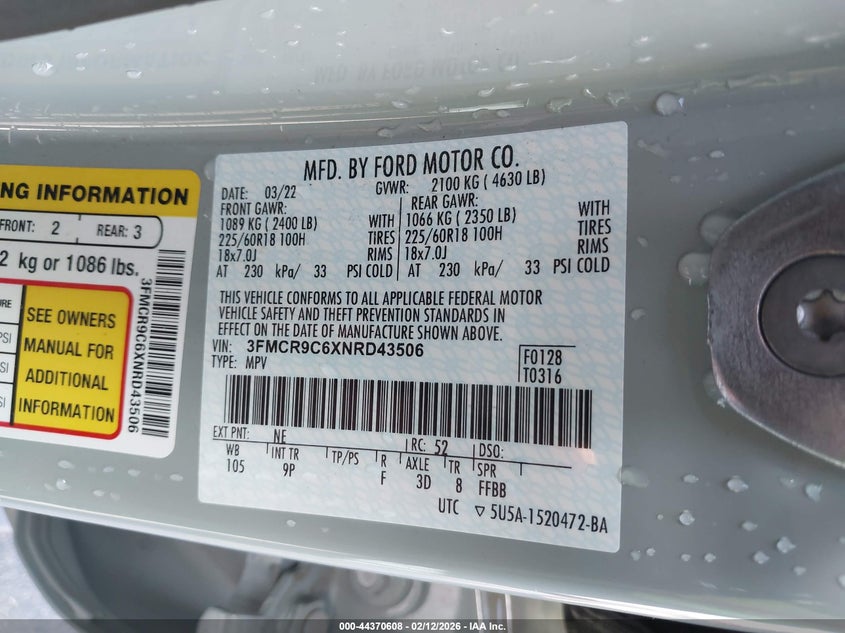 MFD. BY FORD MOTOR CO.
DATE: 03/22 GVWR: 2100 KG ( 4630 LB)
FRONT GAWR: REAR GAWR:
1089 KG ( 2400 LB) WITH 1066 KG ( 2350 LB) WITH
225/60R18 100H TIRES 225/60R18 100H TIRES
18x7.0J RIMS 18x7.0J RIMS
AT 230 kPa/ 33 PSI COLD AT 230 kPa/ 33 PSI COLD
THIS VEHICLE CONFORMS TO ALL APPLICABLE FEDERAL MOTOR
VEHICLE SAFETY AND THEFT PREVENTION STANDARDS IN
EFFECT ON THE DATE OF MANUFACTURE SHOWN ABOVE.
VIN: 3FMCR9C6XNRD43506 F0128
TYPE: MPV T0316
EXT PNT: NE RC: 52 DSO:
WB INT TR TP/PS R AXLE TR SPR
105 9P F 3D 8 FFBB
UTC ▽ 5U5A-1520472-BA
NG INFORMATION
FRONT: 2 REAR: 3
2 kg or 1086 lbs.
SEE OWNERS
MANUAL FOR
ADDITIONAL
INFORMATION
3FMCR9C6XNRD43506
000-44370608 - 02/12/2026 - IAA Inc.